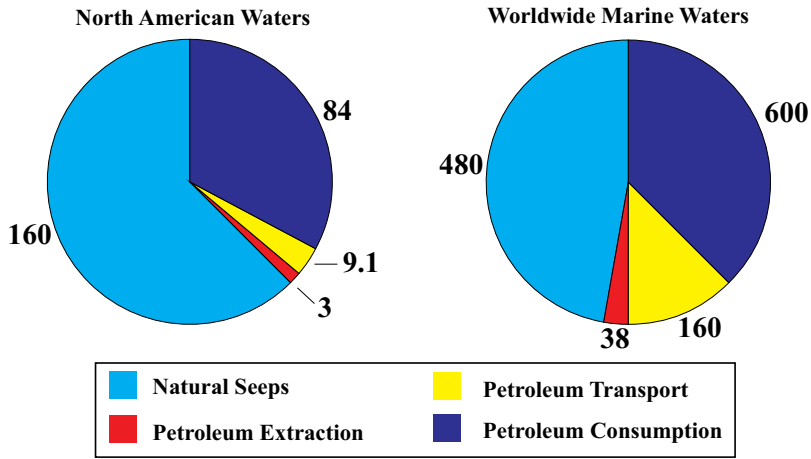 North American Waters
84
160
9.1
3
Worldwide Marine Waters
600
480
160
38
Natural Seeps
Petroleum Transport
Petroleum Extraction
Petroleum Consumption